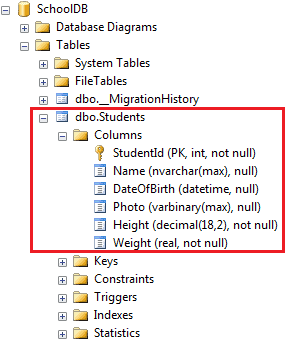 SchoolDB
Database Diagrams
Tables
System Tables
FileTables
dbo.__MigrationHistory
dbo.Students
Columns
StudentId (PK, int, not null)
Name (nvarchar(max), null)
DateOfBirth (datetime, null)
Photo (varbinary(max), null)
Height (decimal(18,2), not null)
Weight (real, not null)
Keys
Constraints
Triggers
Indexes
Statistics